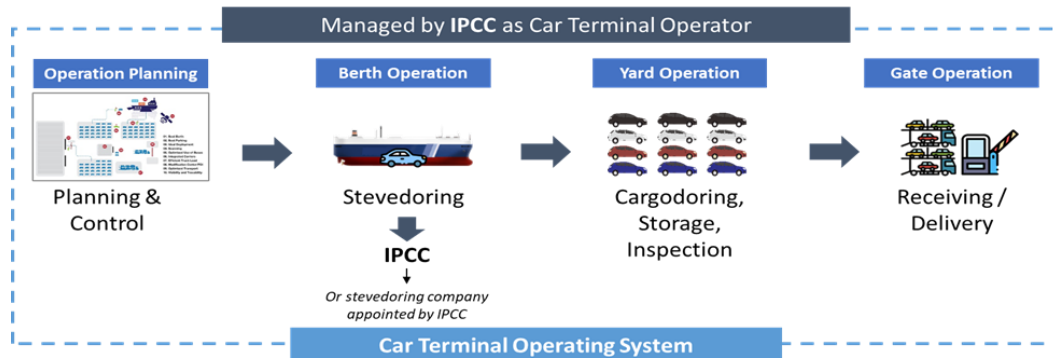 Managed by IPCC as Car Terminal Operator
Operation Planning
Planning &
Control
Berth Operation
Stevedoring
IPCC
Or stevedoring company
appointed by IPCC
Yard Operation
Cargodoring,
Storage,
Inspection
Gate Operation
Receiving /
Delivery
Car Terminal Operating System